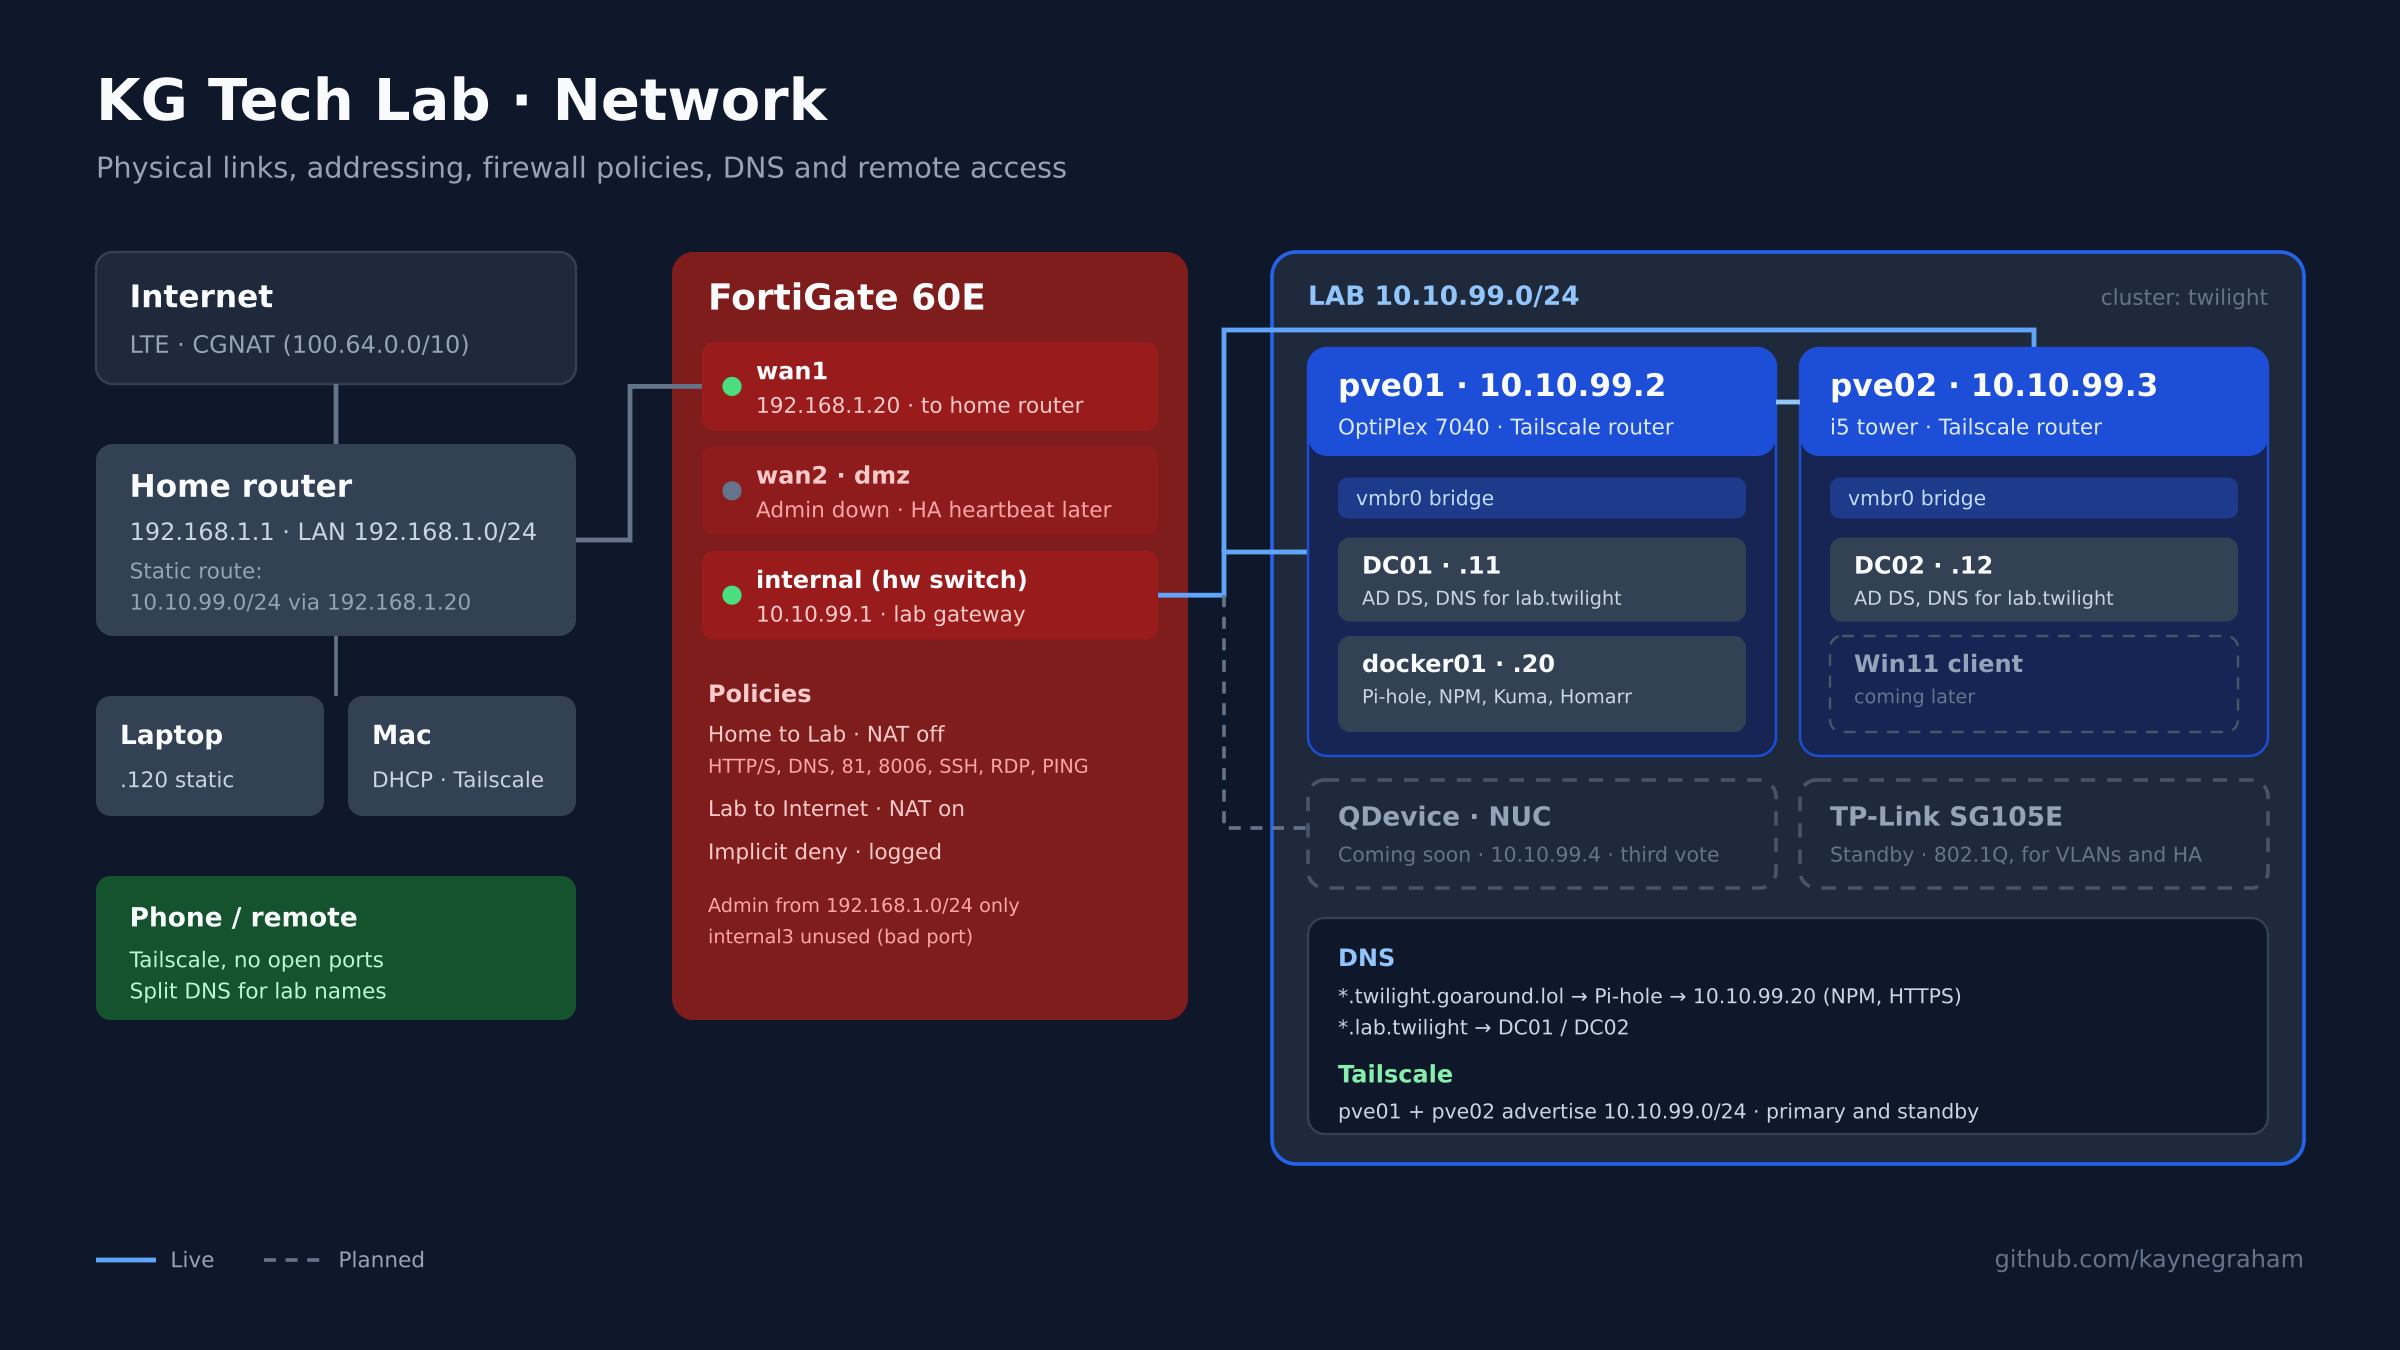 KG Tech Lab · Network
Physical links, addressing, firewall policies, DNS and remote access
Internet
LTE · CGNAT (100.64.0.0/10)
Home router
192.168.1.1 · LAN 192.168.1.0/24
Static route:
10.10.99.0/24 via 192.168.1.20
Laptop
.120 static
Mac
DHCP · Tailscale
Phone / remote
Tailscale, no open ports
Split DNS for lab names
FortiGate 60E
wan1
192.168.1.20 · to home router
wan2 · dmz
Admin down · HA heartbeat later
internal (hw switch)
10.10.99.1 · lab gateway
Policies
Home to Lab · NAT off
HTTP/S, DNS, 81, 8006, SSH, RDP, PING
Lab to Internet · NAT on
Implicit deny · logged
Admin from 192.168.1.0/24 only
internal3 unused (bad port)
LAB 10.10.99.0/24
cluster: twilight
pve01 · 10.10.99.2
OptiPlex 7040 · Tailscale router
vmbr0 bridge
DC01 · .11
AD DS, DNS for lab.twilight
docker01 · .20
Pi-hole, NPM, Kuma, Homarr
pve02 · 10.10.99.3
i5 tower · Tailscale router
vmbr0 bridge
DC02 · .12
AD DS, DNS for lab.twilight
Win11 client
coming later
QDevice · NUC
Coming soon · 10.10.99.4 · third vote
TP-Link SG105E
Standby · 802.1Q, for VLANs and HA
DNS
*.twilight.goaround.lol → Pi-hole → 10.10.99.20 (NPM, HTTPS)
*.lab.twilight → DC01 / DC02
Tailscale
pve01 + pve02 advertise 10.10.99.0/24 · primary and standby
Live
Planned
github.com/kaynegraham